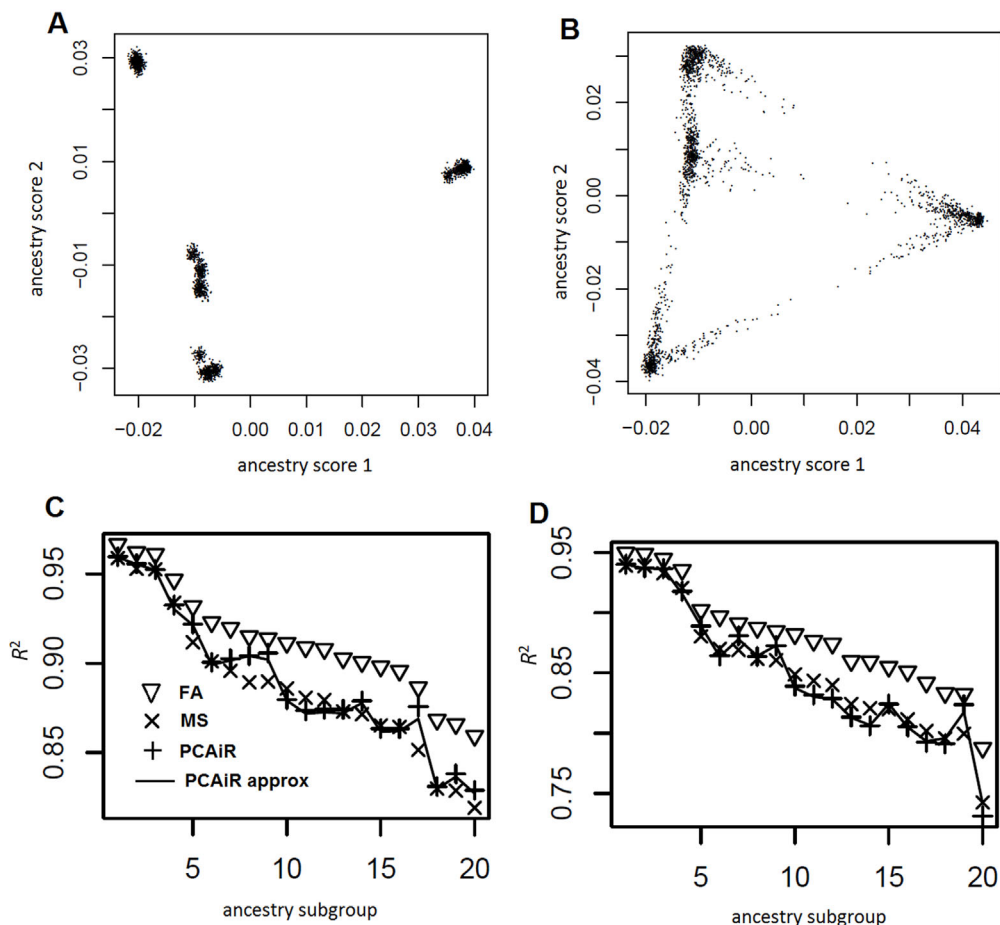 A
ancestry score 2
0.03
0.01
−0.01
−0.03
−0.02
0.00
0.01
0.02
0.03
0.04
ancestry score 1
B
ancestry score 2
0.02
0.00
−0.02
−0.04
−0.02
0.00
0.02
0.04
ancestry score 1
C
R²
0.95
0.90
0.85
FA
MS
PCAiR
PCAiR approx
5
10
15
20
ancestry subgroup
D
R²
0.95
0.85
0.75
5
10
15
20
ancestry subgroup